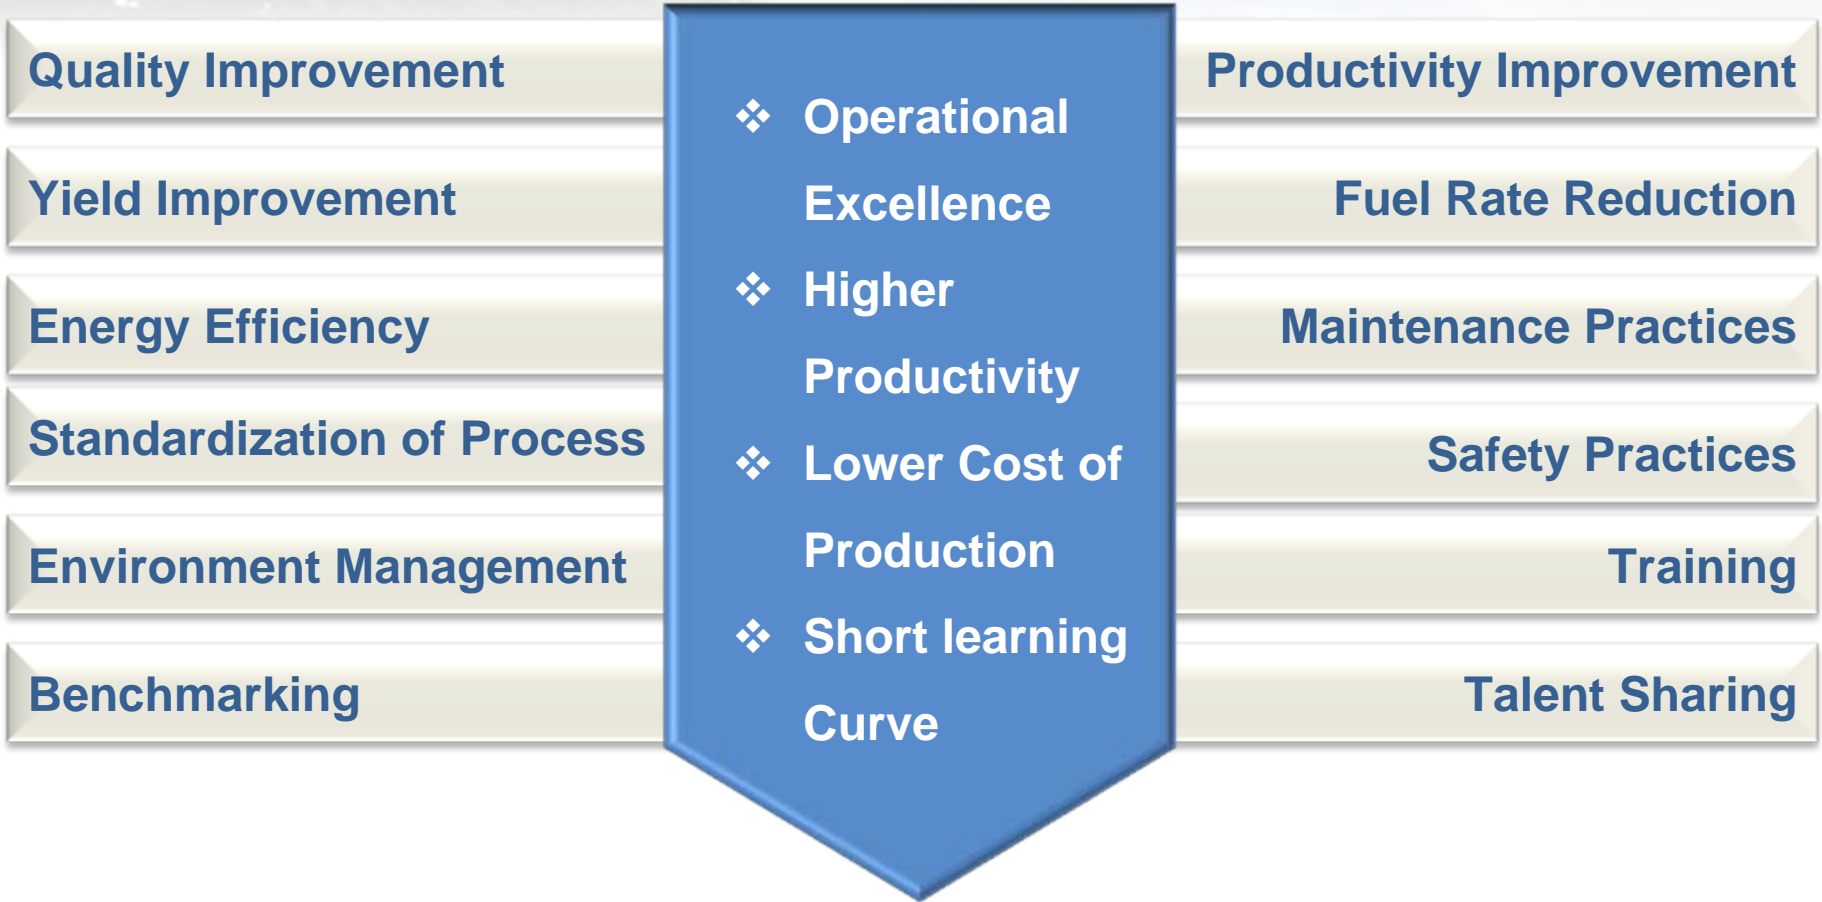 Quality Improvement
Yield Improvement
Energy Efficiency
Standardization of Process
Environment Management
Benchmarking
❖ Operational
Excellence
❖ Higher
Productivity
❖ Lower Cost of
Production
❖ Short learning
Curve
Productivity Improvement
Fuel Rate Reduction
Maintenance Practices
Safety Practices
Training
Talent Sharing